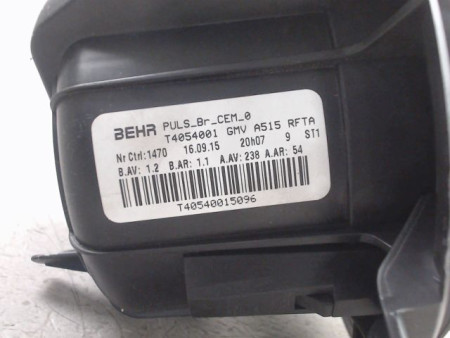 BEHR PULS_Br_CEM_0
T4054001 GMV A515 RFTA
Nr Ctrl:1470 16.09.15 20h07 9 ST1
B.AV: 1.2 B.AR: 1.1 A.AV: 238 A.AR: 54
T40540015096